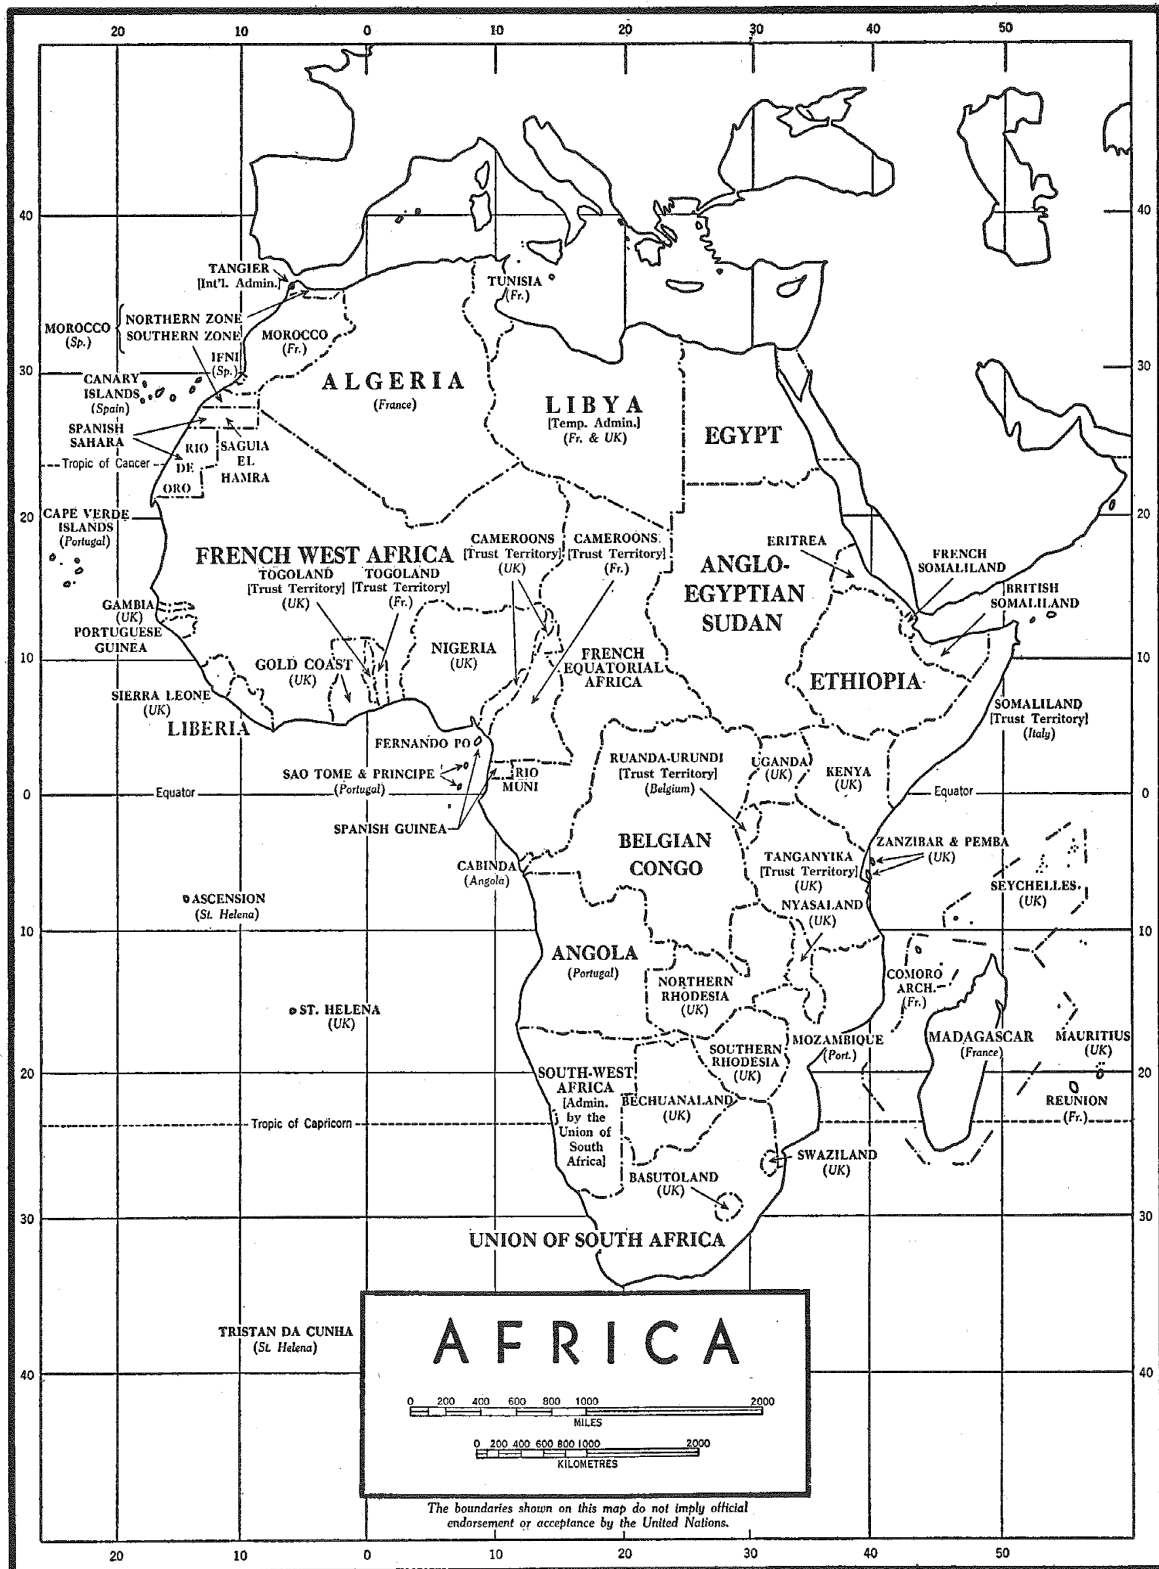 20 10 0 10 20 30 40 50
40 40
TANGIER
[Int'l. Admin.]
TUNISIA
(Fr.)
NORTHERN ZONE
MOROCCO
(Sp.)
SOUTHERN ZONE
MOROCCO
(Fr.)
IFNI
(Sp.)
30 30
CANARY
ISLANDS
(Spain)
ALGERIA
(France)
LIBYA
[Temp. Admin.]
(Fr. & UK)
EGYPT
SPANISH
SAHARA
RIO
DE
ORO
SAGUIA
EL
HAMRA
Tropic of Cancer
20 20
CAPE VERDE
ISLANDS
(Portugal)
FRENCH WEST AFRICA
CAMEROONS
[Trust Territory]
(UK)
CAMEROONS
[Trust Territory]
(Fr.)
ANGLO-
EGYPTIAN
SUDAN
ERITREA
FRENCH
SOMALILAND
BRITISH
SOMALILAND
TOGOLAND
[Trust Territory]
(UK)
TOGOLAND
[Trust Territory]
(Fr.)
GAMBIA
(UK)
PORTUGUESE
GUINEA
NIGERIA
(UK)
FRENCH
EQUATORIAL
AFRICA
10 10
GOLD COAST
(UK)
ETHIOPIA
SIERRA LEONE
(UK)
LIBERIA
SOMALILAND
[Trust Territory]
(Italy)
FERNANDO PO
SAO TOME & PRINCIPE
(Portugal)
RIO
MUNI
RUANDA-URUNDI
[Trust Territory]
(Belgium)
UGANDA
(UK)
KENYA
(UK)
0 Equator Equator 0
SPANISH GUINEA
BELGIAN
CONGO
ZANZIBAR & PEMBA
(UK)
CABINDA
(Angola)
TANGANYIKA
[Trust Territory]
(UK)
SEYCHELLES
(UK)
ASCENSION
(St. Helena)
NYASALAND
(UK)
10 10
ANGOLA
(Portugal)
NORTHERN
RHODESIA
(UK)
COMORO
ARCH.
(Fr.)
ST. HELENA
(UK)
SOUTHERN
RHODESIA
(UK)
MOZAMBIQUE
(Port.)
MADAGASCAR
(France)
MAURITIUS
(UK)
20 20
SOUTH-WEST
AFRICA
[Admin.
by the
Union of
South
Africa]
BECHUANALAND
(UK)
REUNION
(Fr.)
Tropic of Capricorn
SWAZILAND
(UK)
BASUTOLAND
(UK)
30 30
UNION OF SOUTH AFRICA
TRISTAN DA CUNHA
(St. Helena)
40 40
AFRICA
0 200 400 600 800 1000 2000
MILES
0 200 400 600 800 1000 2000
KILOMETRES
The boundaries shown on this map do not imply official
endorsement or acceptance by the United Nations.
20 10 0 10 20 30 40 50